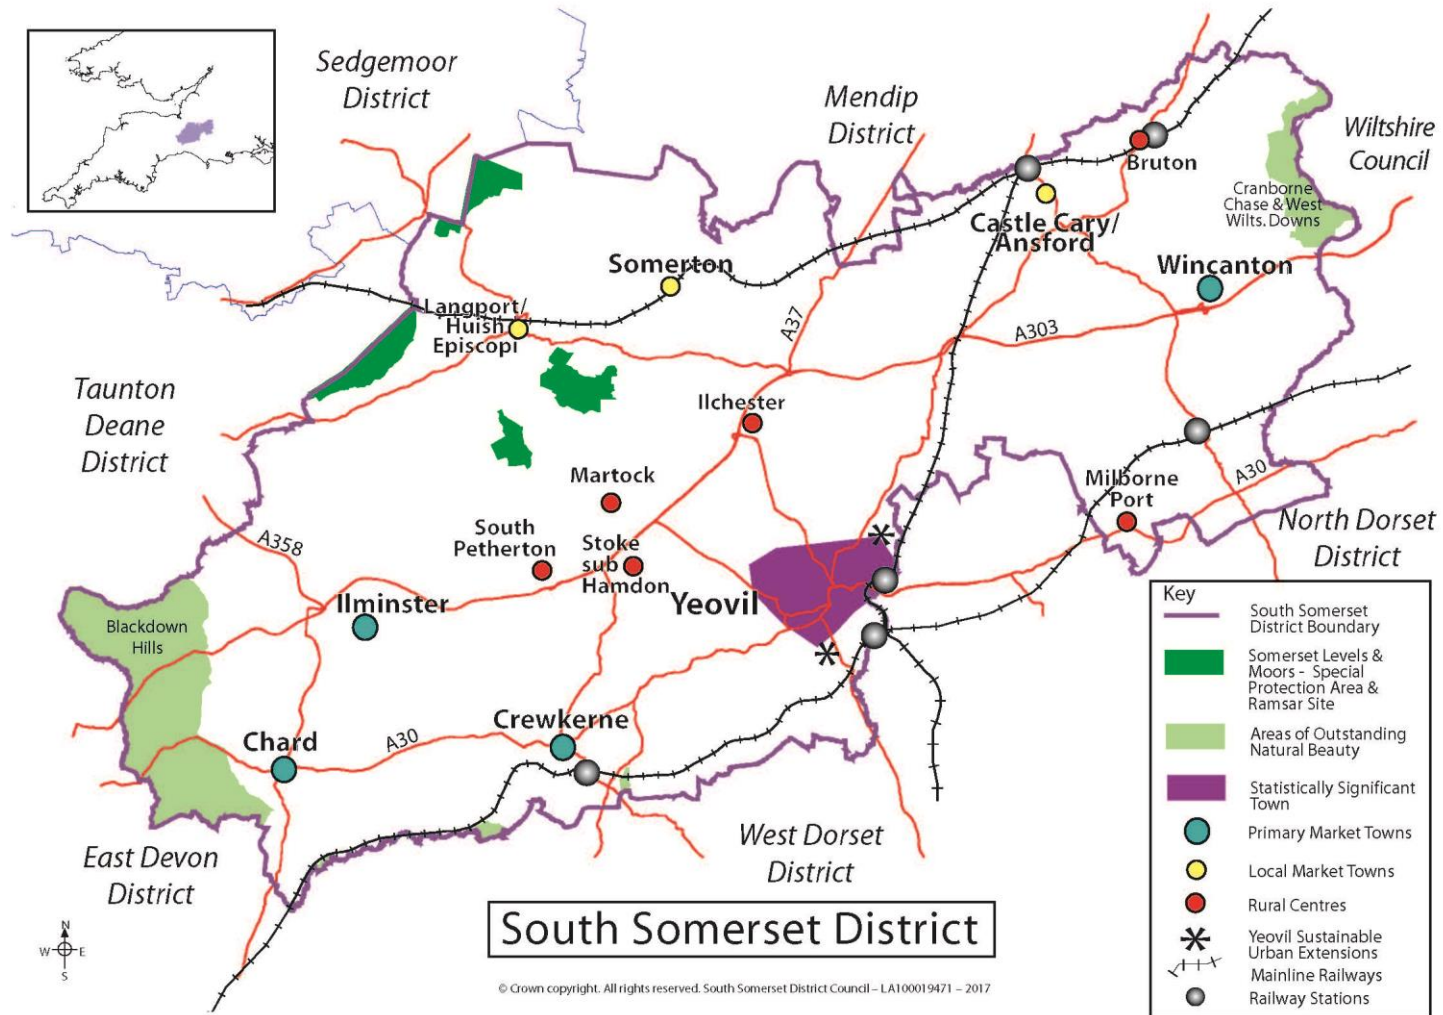 Sedgemoor
District
Mendip
District
Wiltshire
Council
Bruton
Cranborne
Chase & West
Wilts. Downs
Castle Cary/
Ansford
Somerton
Wincanton
Langport/
Huish
Episcopi
A37
A303
Taunton
Deane
District
Ilchester
Martock
Milborne
Port
A30
South
Petherton
Stoke
sub
Hamdon
North Dorset
District
A358
Yeovil
Ilminster
Blackdown
Hills
Crewkerne
Chard
A30
West Dorset
District
East Devon
District
N
W
E
S
South Somerset District
© Crown copyright. All rights reserved. South Somerset District Council – LA100019471 – 2017
Key
South Somerset
District Boundary
Somerset Levels &
Moors - Special
Protection Area &
Ramsar Site
Areas of Outstanding
Natural Beauty
Statistically Significant
Town
Primary Market Towns
Local Market Towns
Rural Centres
Yeovil Sustainable
Urban Extensions
Mainline Railways
Railway Stations